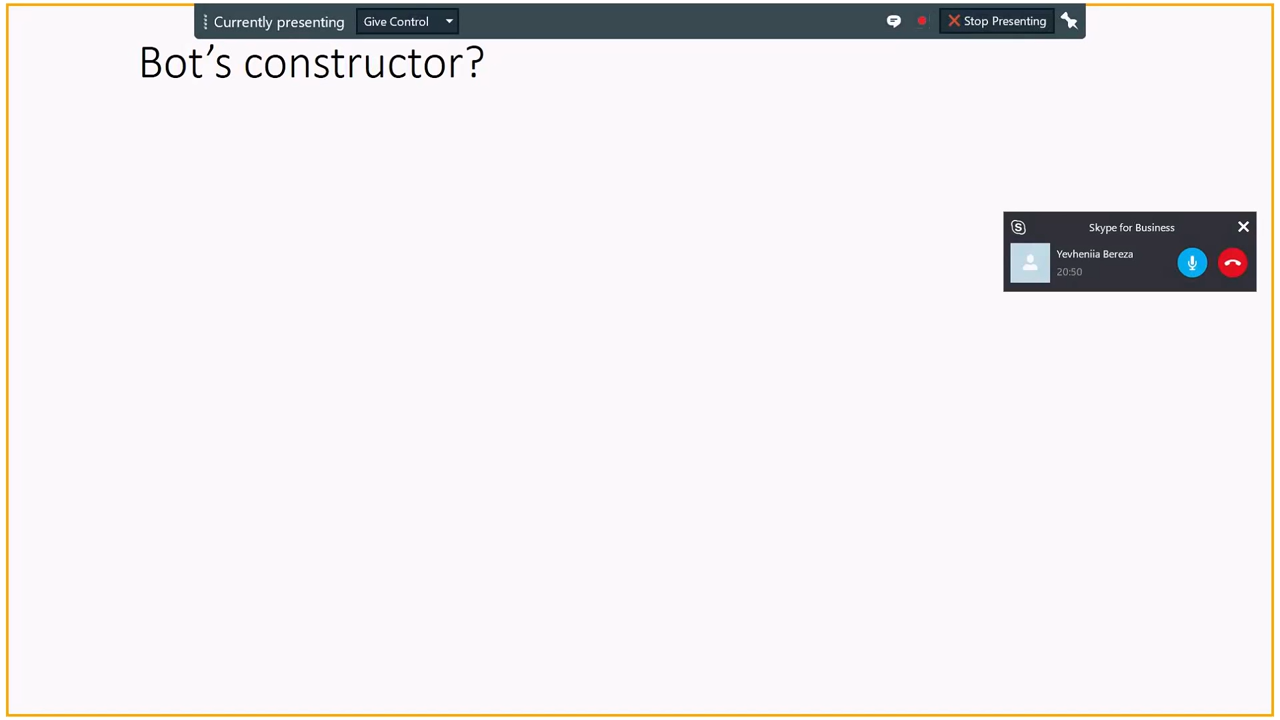 Currently presenting
Give Control
Stop Presenting
Bot’s constructor?
Skype for Business
Yevheniia Bereza
20:50